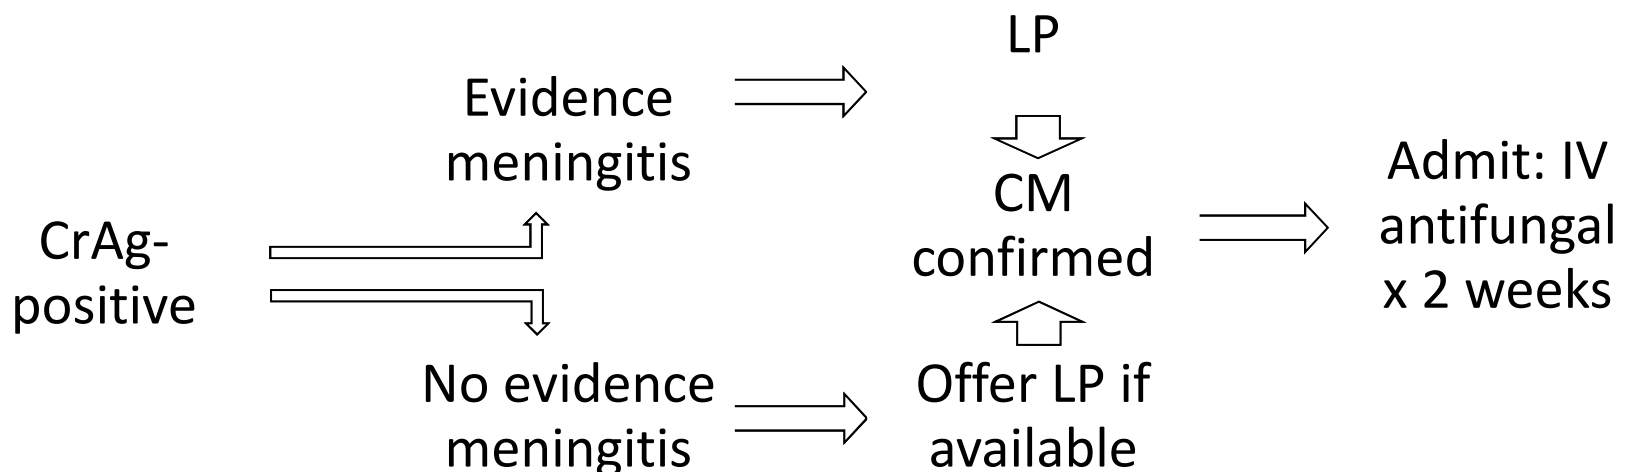 CrAg-
positive
Evidence
meningitis
No evidence
meningitis
LP
CM
confirmed
Offer LP if
available
Admit: IV
antifungal
x 2 weeks